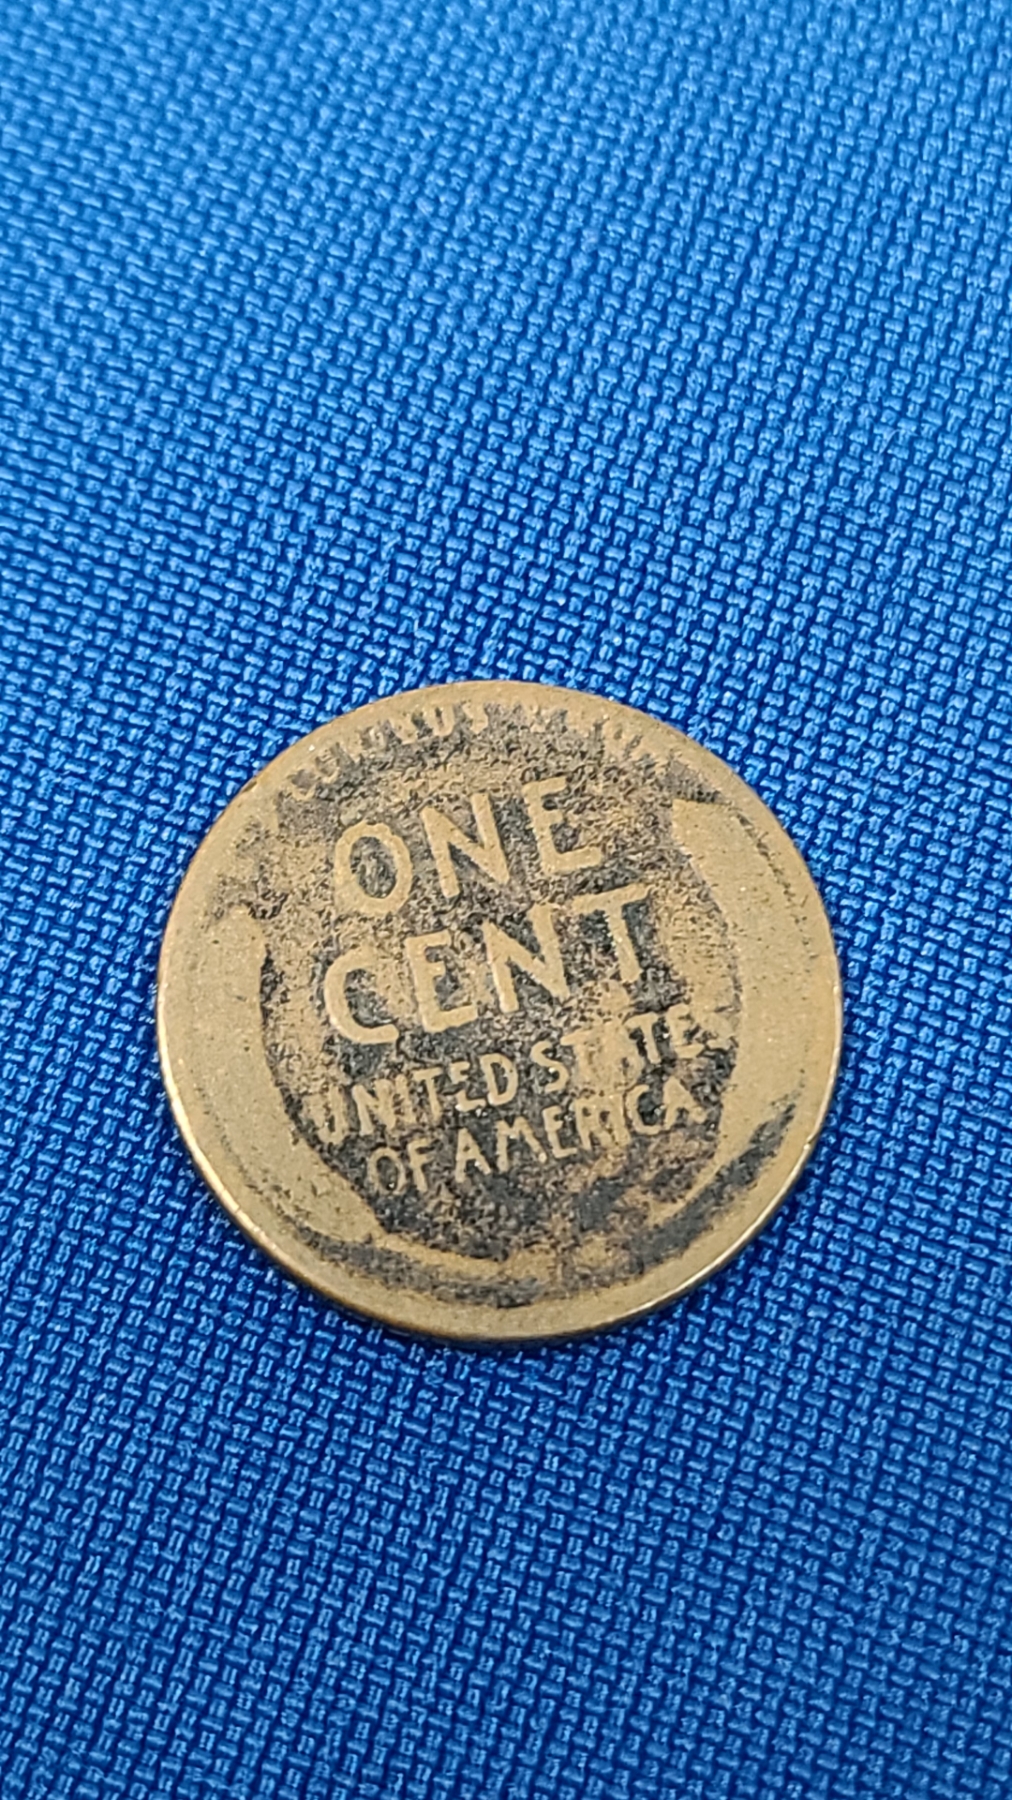 ONE
CENT
UNITED STATES
OF AMERICA